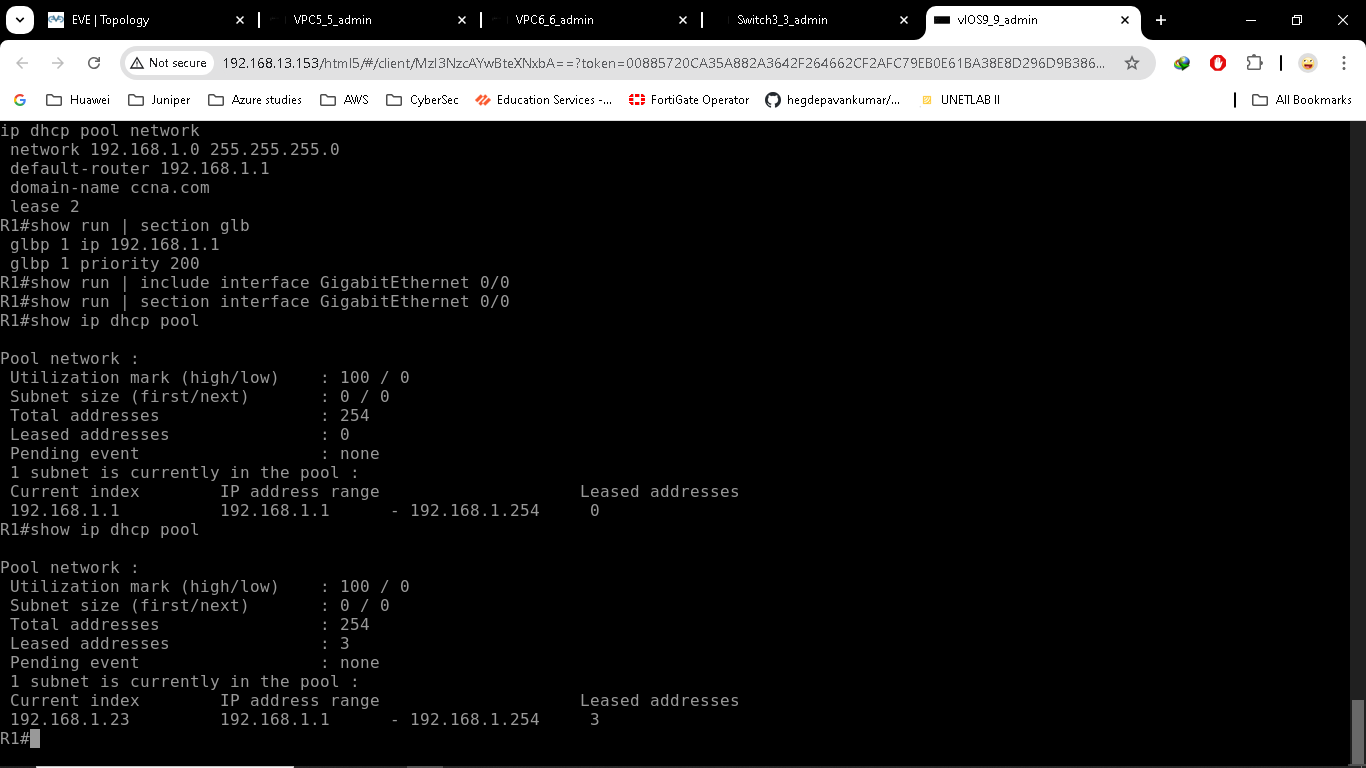 EVE | Topology
VPC5_5_admin
VPC6_6_admin
Switch3_3_admin
vIOS9_9_admin
Not secure
192.168.13.153/html5/#/client/MzI3NzcAYwBteXNxbA==?token=00885720CA35A882A3642F264662CF2AFC79EB0E61BA38E8D296D9B386...
Huawei
Juniper
Azure studies
AWS
CyberSec
Education Services -...
FortiGate Operator
hegdepavankumar/...
UNETLAB II
All Bookmarks
ip dhcp pool network
 network 192.168.1.0 255.255.255.0
 default-router 192.168.1.1
 domain-name ccna.com
 lease 2
R1#show run | section glb
 glbp 1 ip 192.168.1.1
 glbp 1 priority 200
R1#show run | include interface GigabitEthernet 0/0
R1#show run | section interface GigabitEthernet 0/0
R1#show ip dhcp pool
Pool network :
 Utilization mark (high/low)    : 100 / 0
 Subnet size (first/next)       : 0 / 0
 Total addresses                : 254
 Leased addresses               : 0
 Pending event                  : none
 1 subnet is currently in the pool :
 Current index        IP address range                    Leased addresses
 192.168.1.1          192.168.1.1      - 192.168.1.254     0
R1#show ip dhcp pool
Pool network :
 Utilization mark (high/low)    : 100 / 0
 Subnet size (first/next)       : 0 / 0
 Total addresses                : 254
 Leased addresses               : 3
 Pending event                  : none
 1 subnet is currently in the pool :
 Current index        IP address range                    Leased addresses
 192.168.1.23         192.168.1.1      - 192.168.1.254     3
R1#